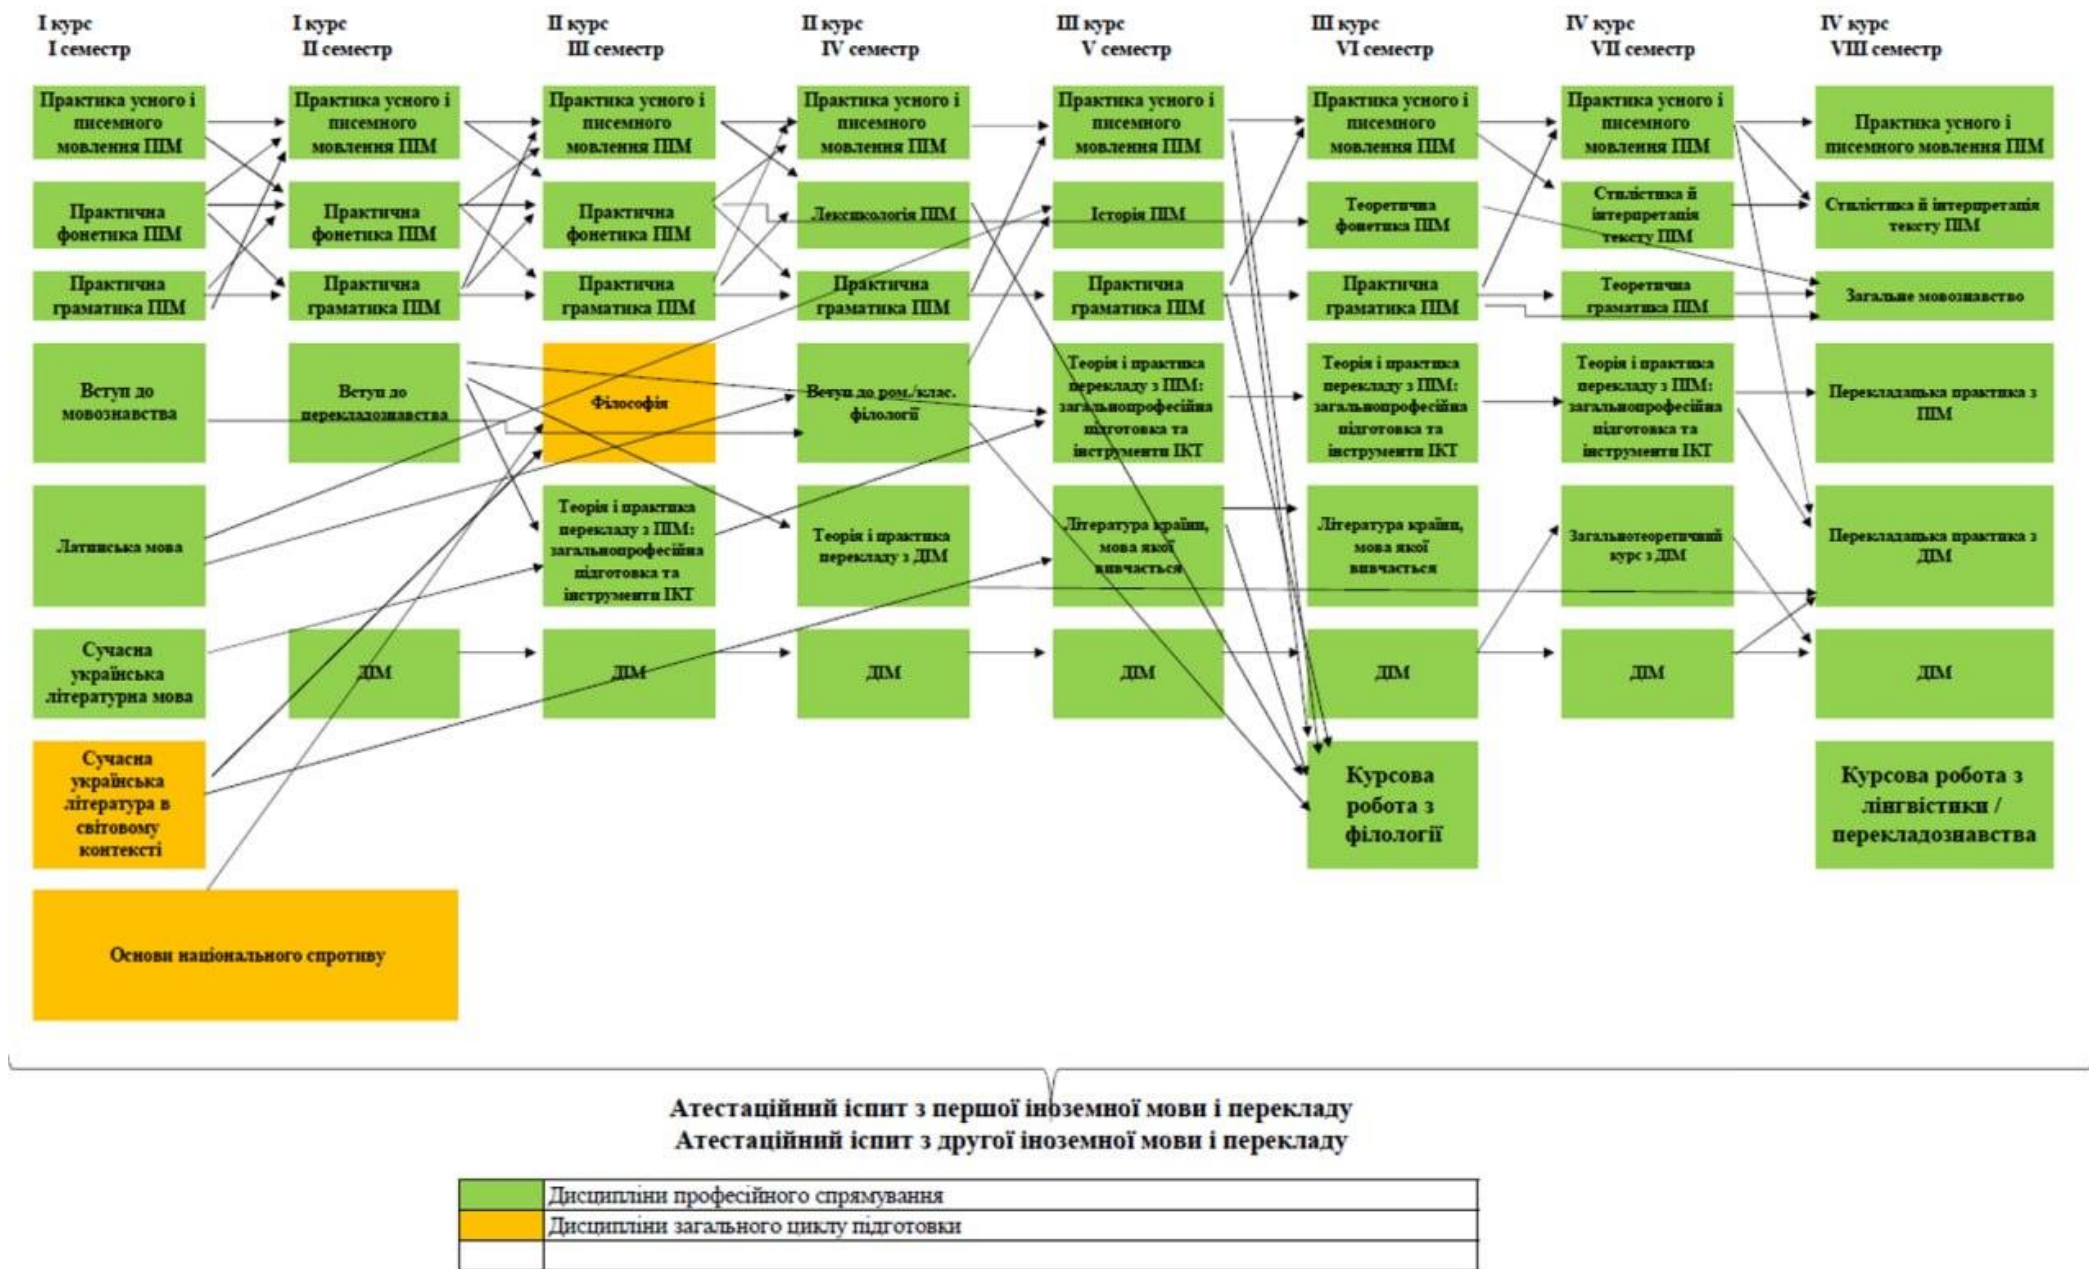 І курс
І семестр
І курс
ІІ семестр
ІІ курс
ІІІ семестр
ІІ курс
IV семестр
ІІІ курс
V семестр
ІІІ курс
VI семестр
IV курс
VII семестр
IV курс
VIII семестр
Практика усного і
писемного
мовлення ПІМ
Практика усного і
писемного
мовлення ПІМ
Практика усного і
писемного
мовлення ПІМ
Практика усного і
писемного
мовлення ПІМ
Практика усного і
писемного
мовлення ПІМ
Практика усного і
писемного
мовлення ПІМ
Практика усного і
писемного
мовлення ПІМ
Практика усного і
писемного мовлення ПІМ
Практична
фонетика ПІМ
Практична
фонетика ПІМ
Практична
фонетика ПІМ
Лексикологія ПІМ
Історія ПІМ
Теоретична
фонетика ПІМ
Стилістика й
інтерпретація
тексту ПІМ
Стилістика й інтерпретація
тексту ПІМ
Практична
граматика ПІМ
Практична
граматика ПІМ
Практична
граматика ПІМ
Практична
граматика ПІМ
Практична
граматика ПІМ
Практична
граматика ПІМ
Теоретична
граматика ПІМ
Загальне мовознавство
Вступ до
мовознавства
Вступ до
перекладознавства
Філософія
Вступ до ром./клас.
філології
Теорія і практика
перекладу з ПІМ:
загальнопрофесійна
підготовка та
інструменти ІКТ
Теорія і практика
перекладу з ПІМ:
загальнопрофесійна
підготовка та
інструменти ІКТ
Теорія і практика
перекладу з ПІМ:
загальнопрофесійна
підготовка та
інструменти ІКТ
Перекладацька практика з
ПІМ
Латинська мова
Теорія і практика
перекладу з ПІМ:
загальнопрофесійна
підготовка та
інструменти ІКТ
Теорія і практика
перекладу з ДІМ
Література країни,
мова якої
вивчається
Література країни,
мова якої
вивчається
Загальнотеоретичний
курс з ДІМ
Перекладацька практика з
ДІМ
Сучасна
українська
літературна мова
ДІМ
ДІМ
ДІМ
ДІМ
ДІМ
ДІМ
ДІМ
Сучасна
українська
література в
світовому
контексті
Курсова
робота з
філології
Курсова робота з
лінгвістики /
перекладознавства
Основи національного спротиву
Атестаційний іспит з першої іноземної мови і перекладу
Атестаційний іспит з другої іноземної мови і перекладу
Дисципліни професійного спрямування
Дисципліни загального циклу підготовки